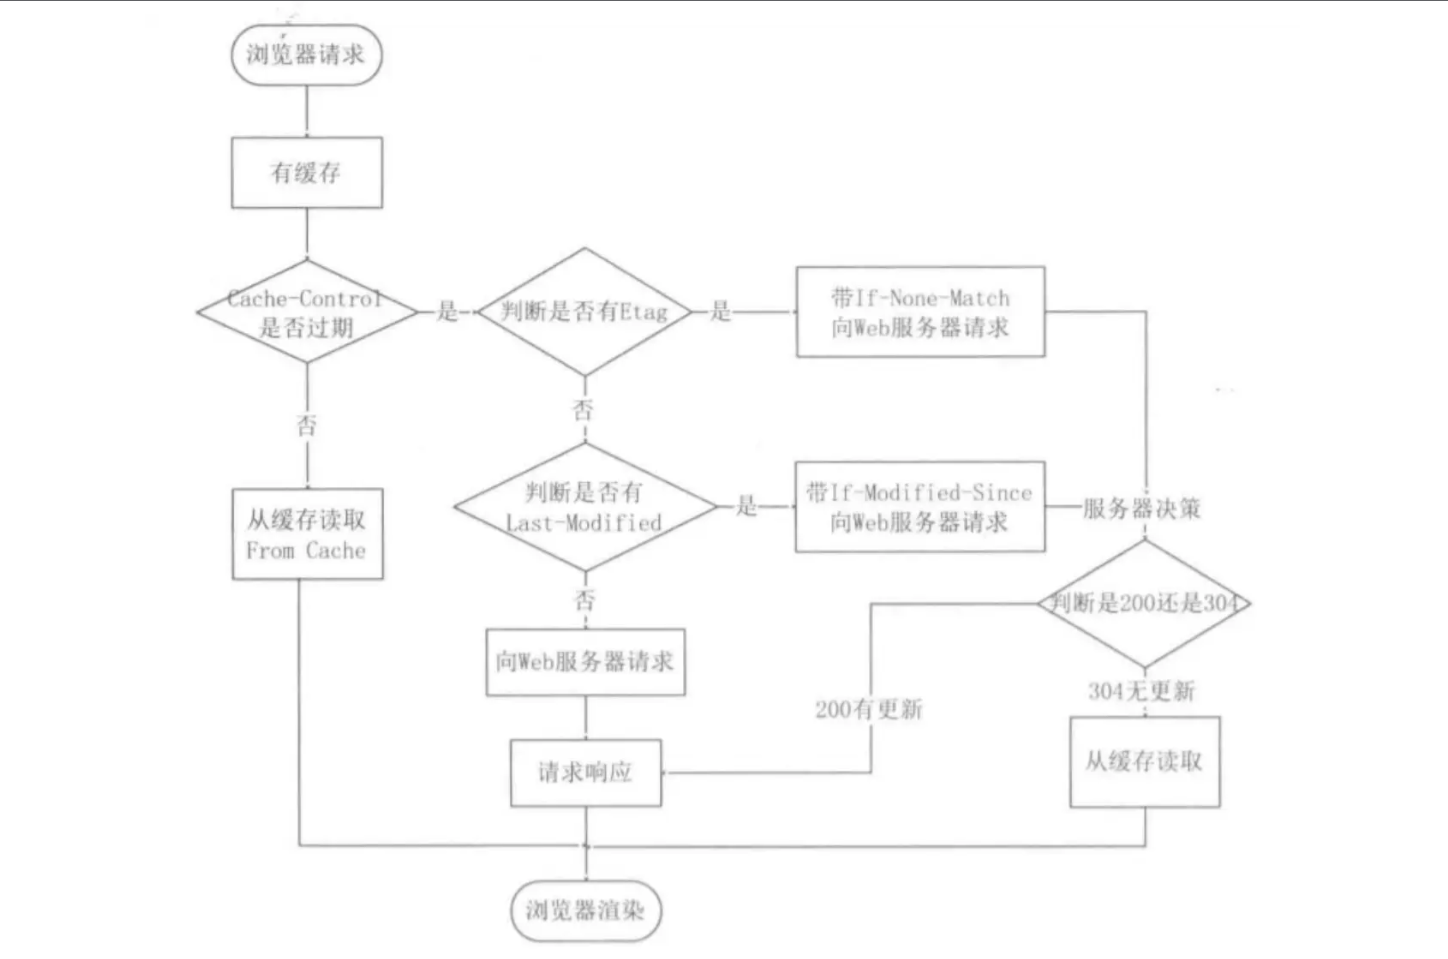 浏览器请求
有缓存
Cache-Control
是否过期
是
判断是否有Etag
是
带If-None-Match
向Web服务器请求
否
否
判断是否有
Last-Modified
是
带If-Modified-Since
向Web服务器请求
服务器决策
从缓存读取
From Cache
否
判断是200还是304
向Web服务器请求
304无更新
200有更新
请求响应
从缓存读取
浏览器渲染